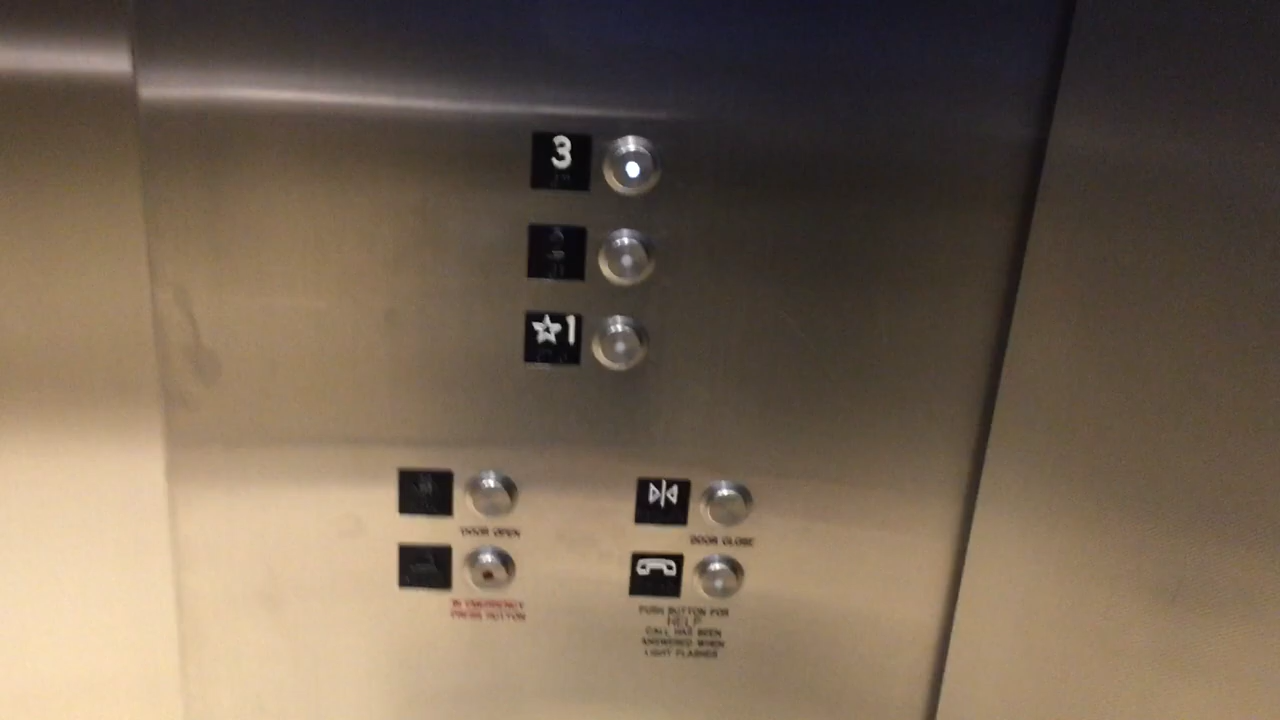 3
☆1
DOOR OPEN
DOOR CLOSE
IN EMERGENCY
PRESS BUTTON
PUSH BUTTON FOR
HELP
CALL HAS BEEN
ANSWERED WHEN
LIGHT FLASHES